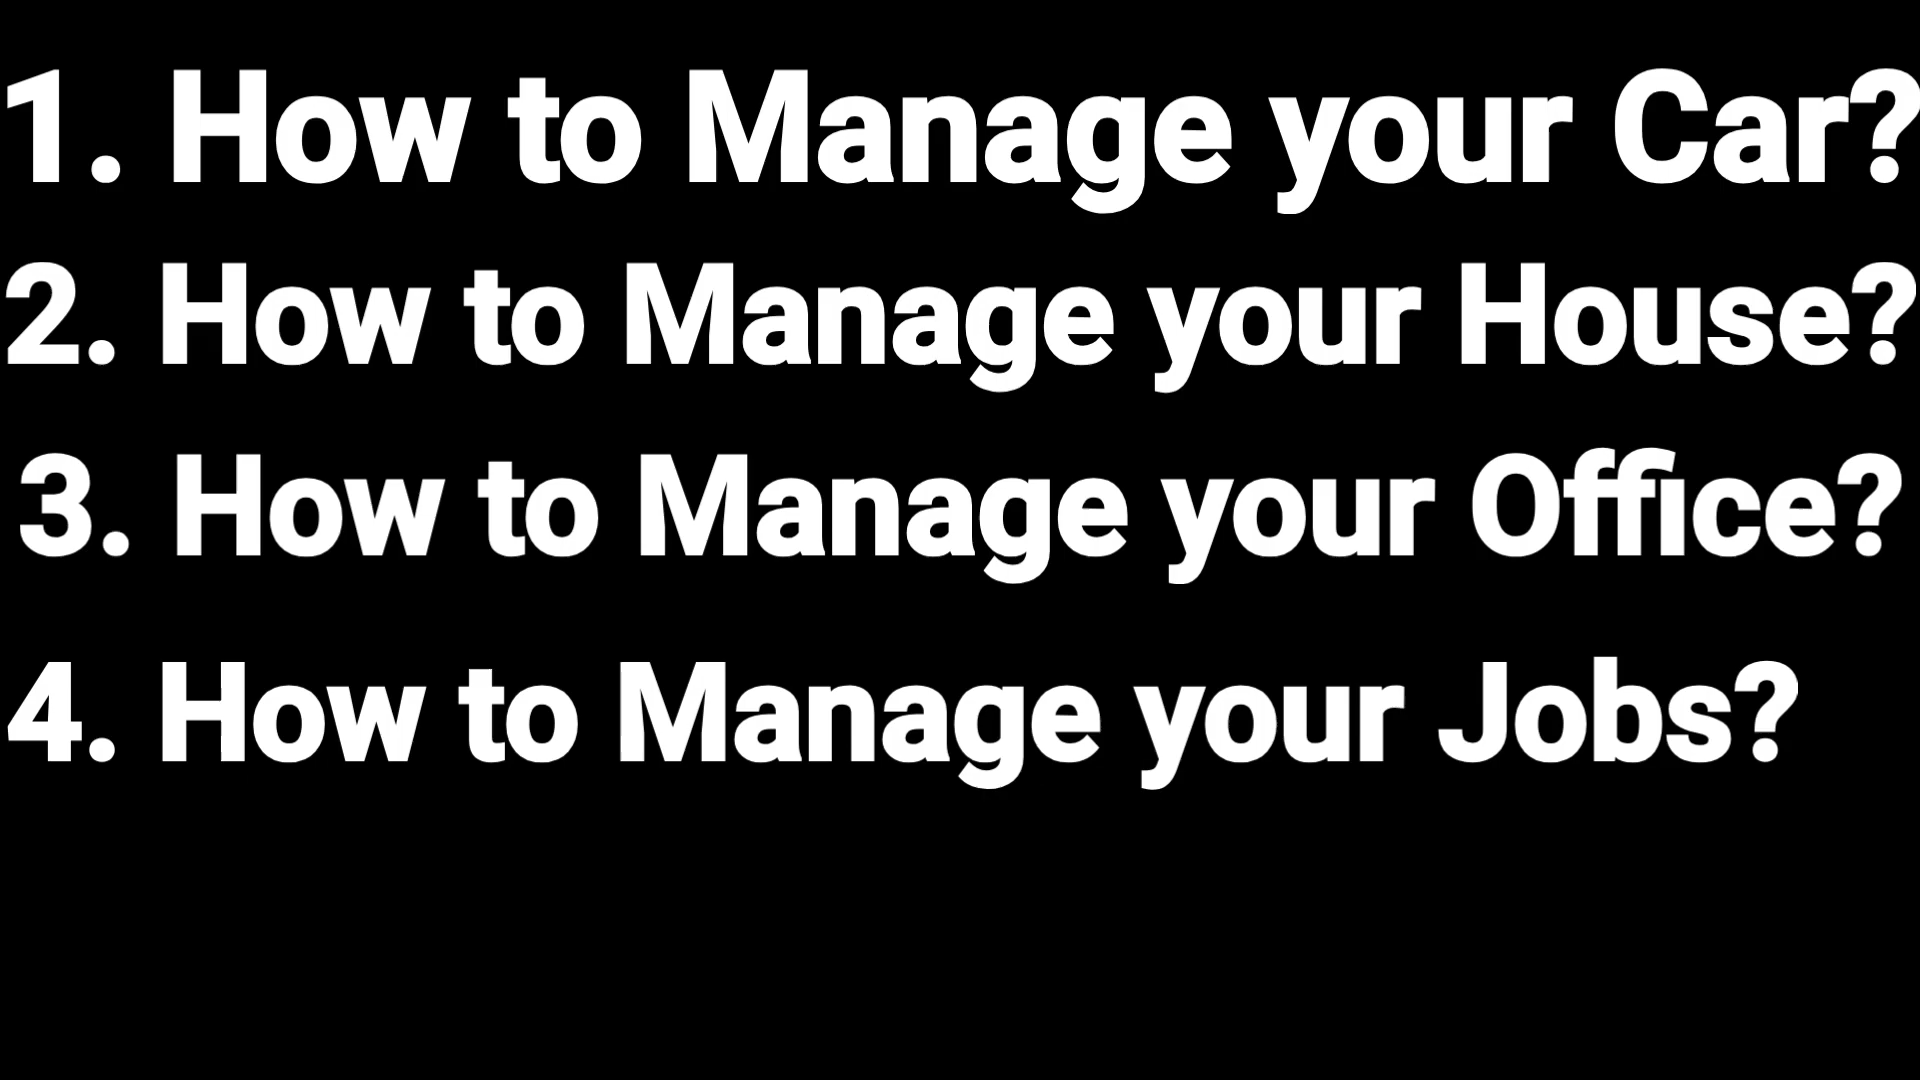 1. How to Manage your Car?
2. How to Manage your House?
3. How to Manage your Office?
4. How to Manage your Jobs?